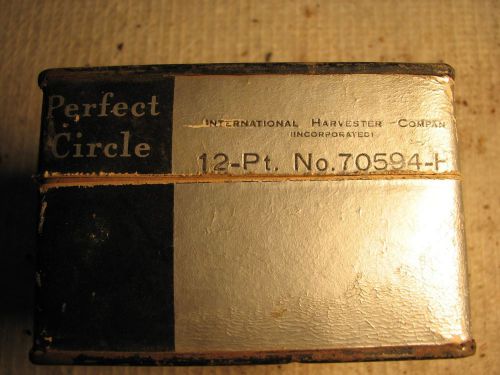 Perfect
Circle
INTERNATIONAL HARVESTER COMPAN
(INCORPORATED)
12-Pt. No. 70594-H